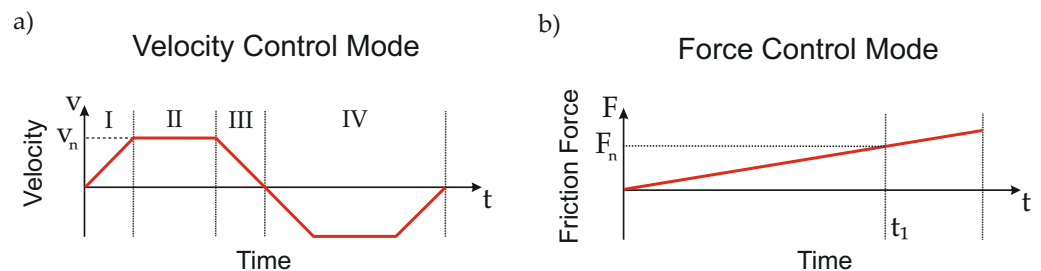 a)
Velocity Control Mode
v
I
II
III
IV
vₙ
Velocity
t
Time
b)
Force Control Mode
F
Fₙ
Friction Force
t
t₁
Time